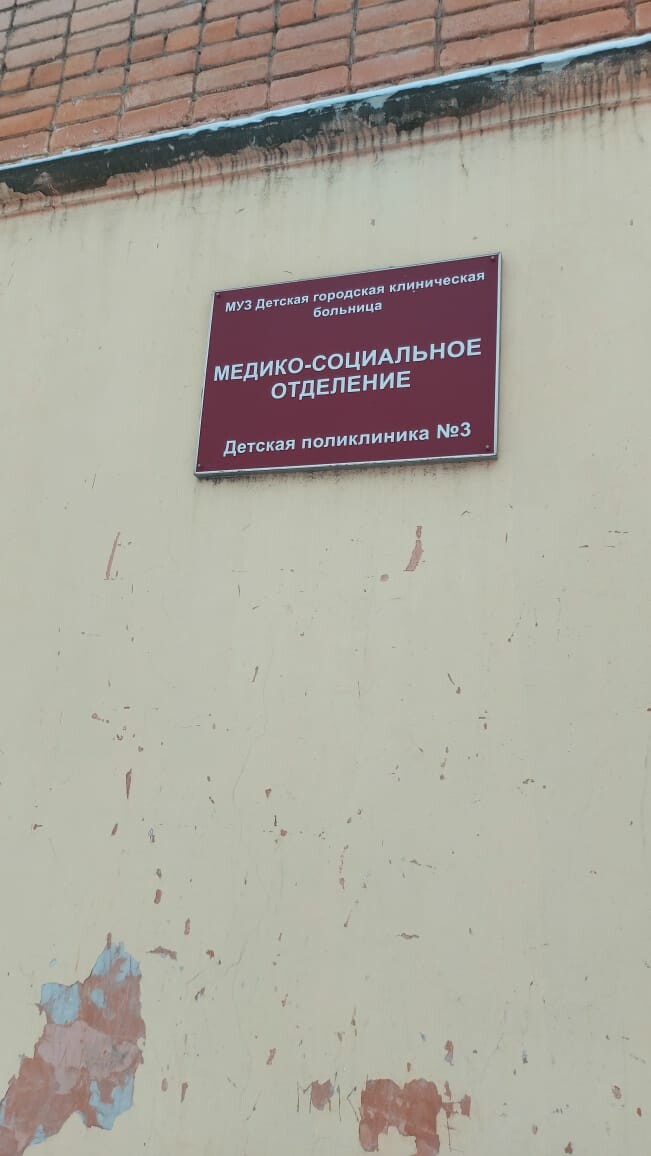 МУЗ Детская городская клиническая
больница
МЕДИКО-СОЦИАЛЬНОЕ
ОТДЕЛЕНИЕ
Детская поликлиника №3